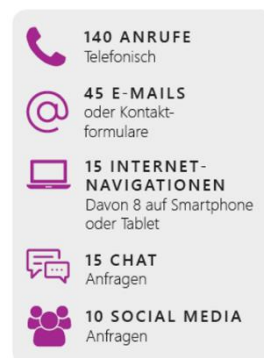 140 ANRUFE
Telefonisch
45 E-MAILS
oder Kontakt-
formulare
15 INTERNET-
NAVIGATIONEN
Davon 8 auf Smartphone
oder Tablet
15 CHAT
Anfragen
10 SOCIAL MEDIA
Anfragen